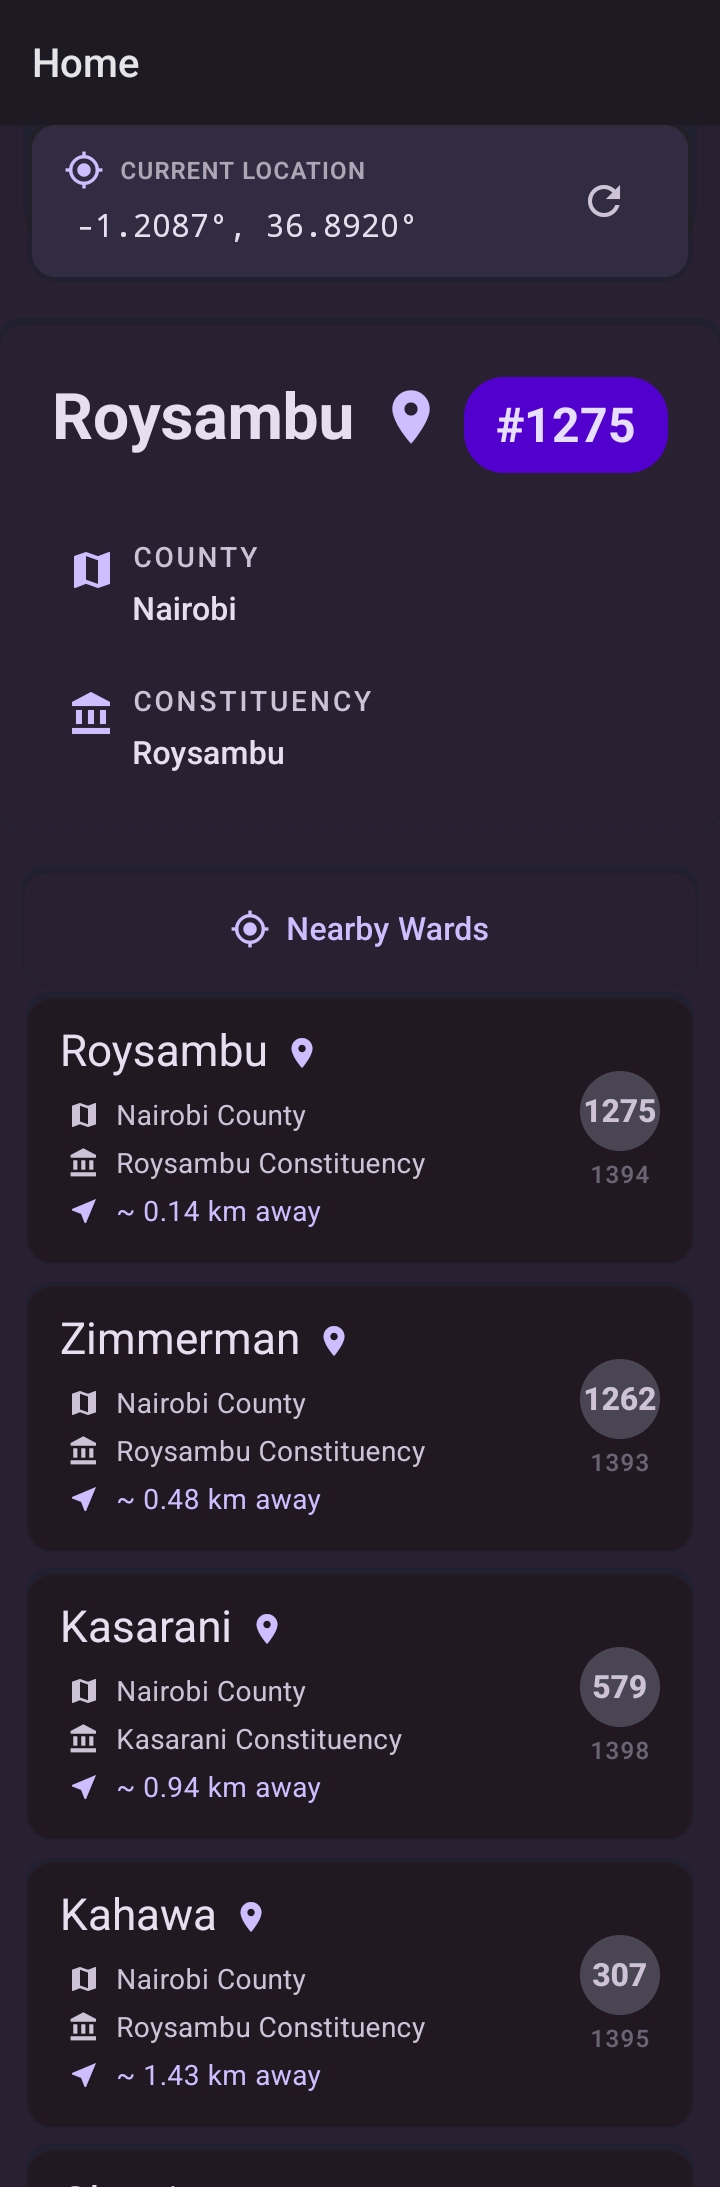 Home
CURRENT LOCATION
-1.2087°, 36.8920°
Roysambu
#1275
COUNTY
Nairobi
CONSTITUENCY
Roysambu
Nearby Wards
Roysambu
Nairobi County
Roysambu Constituency
~ 0.14 km away
1275
1394
Zimmerman
Nairobi County
Roysambu Constituency
~ 0.48 km away
1262
1393
Kasarani
Nairobi County
Kasarani Constituency
~ 0.94 km away
579
1398
Kahawa
Nairobi County
Roysambu Constituency
~ 1.43 km away
307
1395